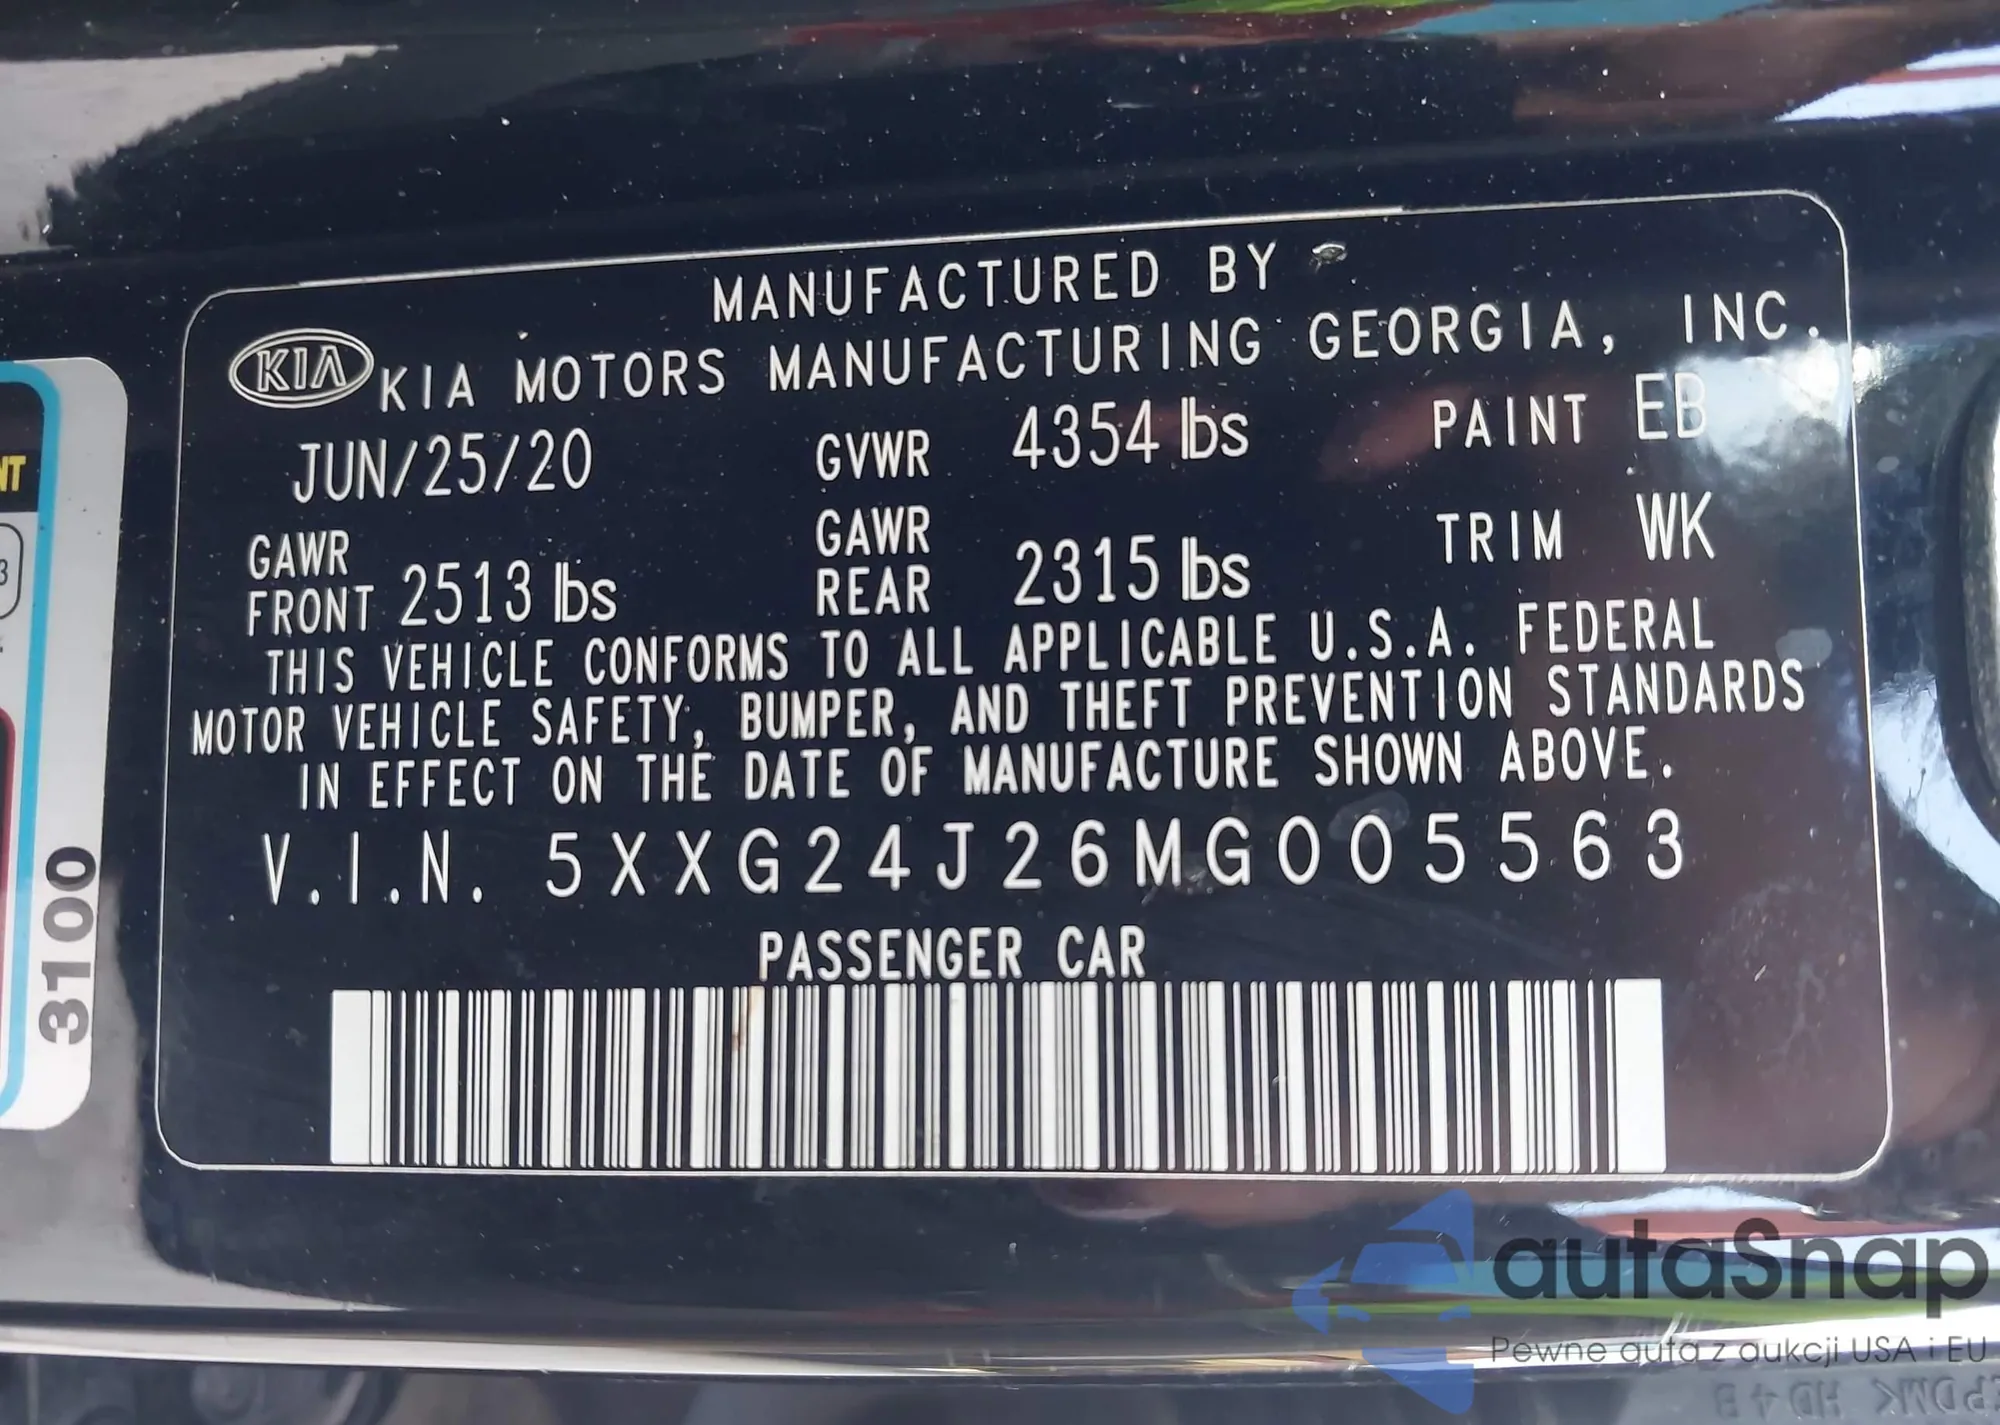 MANUFACTURED BY
KIA KIA MOTORS MANUFACTURING GEORGIA, INC.
JUN/25/20 GVWR 4354 lbs PAINT EB
GAWR FRONT 2513 lbs GAWR REAR 2315 lbs TRIM WK
THIS VEHICLE CONFORMS TO ALL APPLICABLE U.S.A. FEDERAL
MOTOR VEHICLE SAFETY, BUMPER, AND THEFT PREVENTION STANDARDS
IN EFFECT ON THE DATE OF MANUFACTURE SHOWN ABOVE.
V.I.N. 5XXG24J26MG005563
PASSENGER CAR
3100
NT
3
autaSnap
Pewne auta z aukcji USA i EU